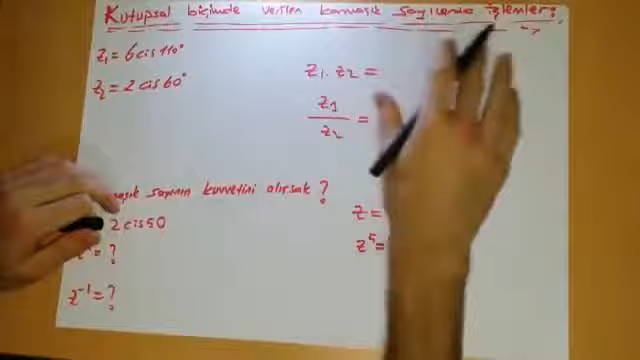 Kutupsal biçimde verilen karmaşık sayılarda işlemler:
z₁ = 6 cis 110°
z₂ = 2 cis 60°
z₁ . z₂ =
z₁ / z₂ =
sayının kuvvetini alırsak ?
2 cis 50
= ?
z⁻¹ = ?
z =
z⁵ =